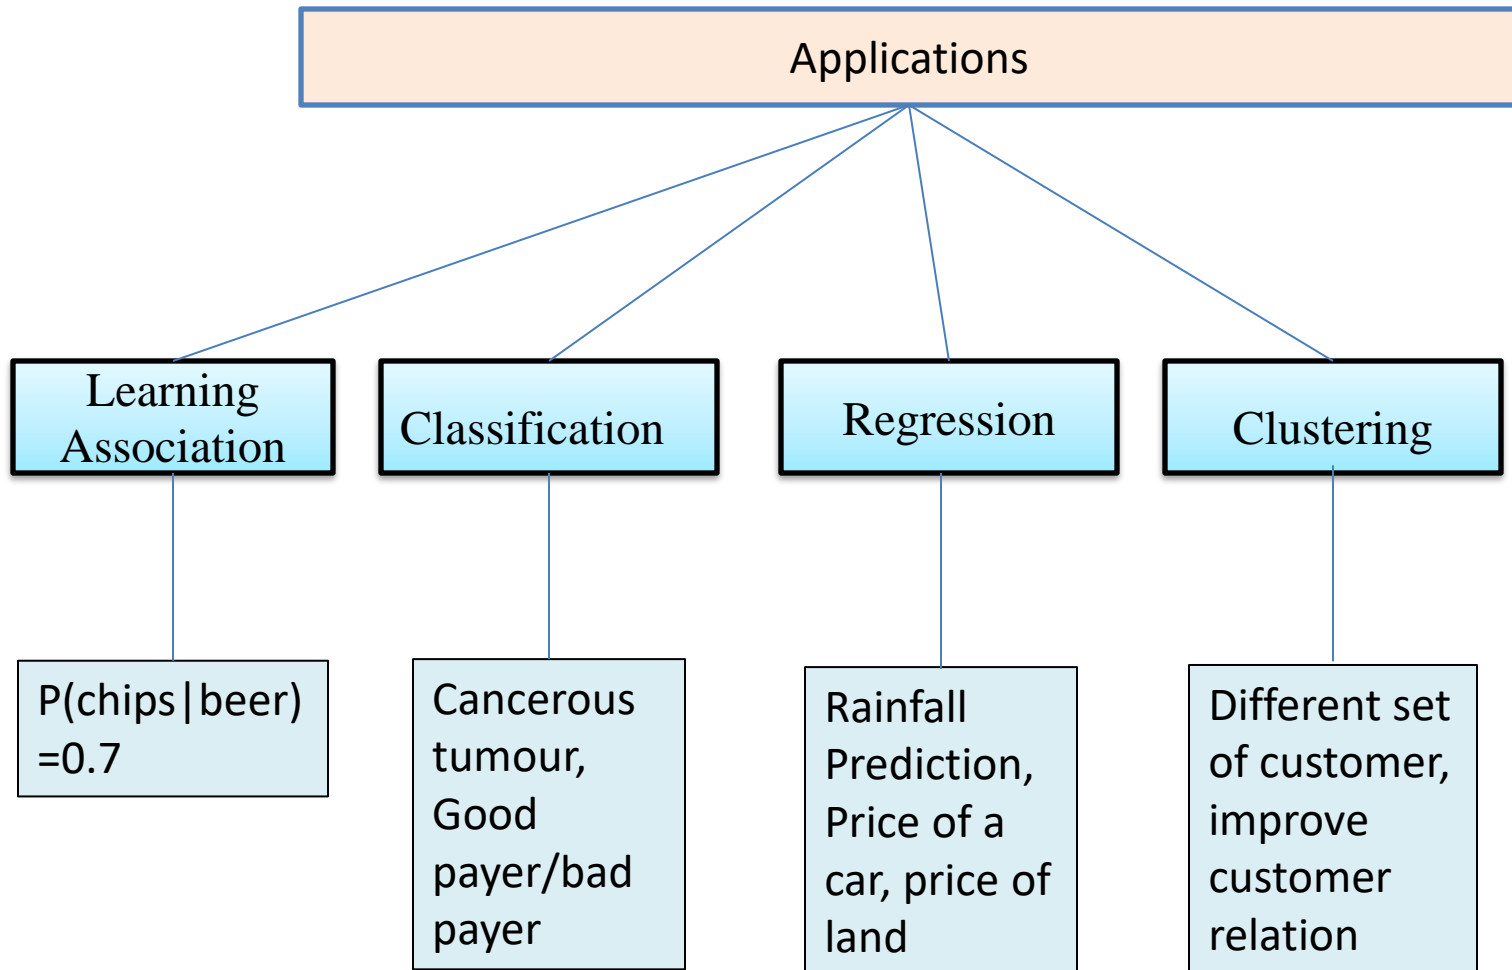 Applications
Learning
Association
Classification
Regression
Clustering
P(chips|beer)
=0.7
Cancerous
tumour,
Good
payer/bad
payer
Rainfall
Prediction,
Price of a
car, price of
land
Different set
of customer,
improve
customer
relation